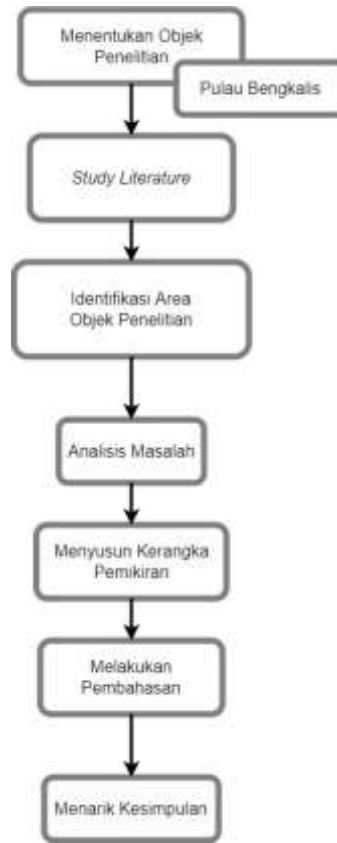 Menentukan Objek
Penelitian
Pulau Bengkalis
Study Literature
Identifikasi Area
Objek Penelitian
Analisis Masalah
Menyusun Kerangka
Pemikiran
Melakukan
Pembahasan
Menarik Kesimpulan